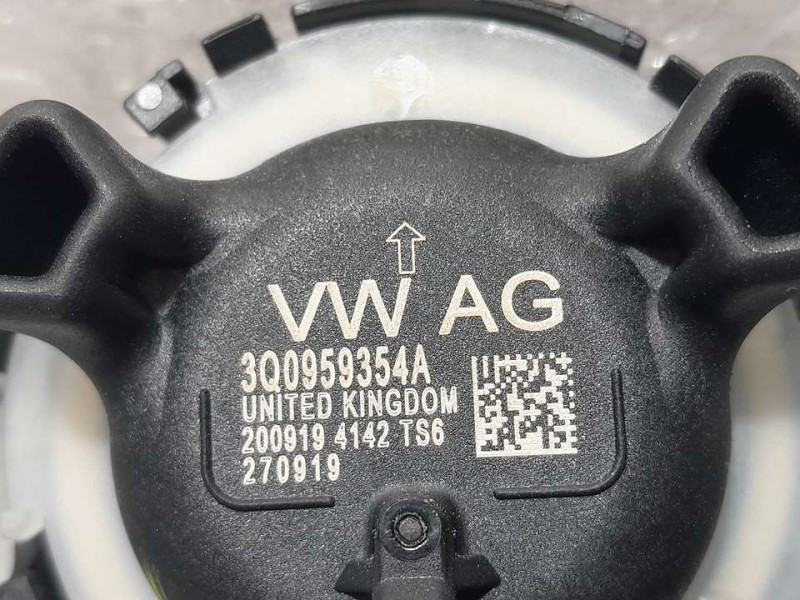 VW AG
3Q0959354A
UNITED KINGDOM
200919 4142 TS6
270919